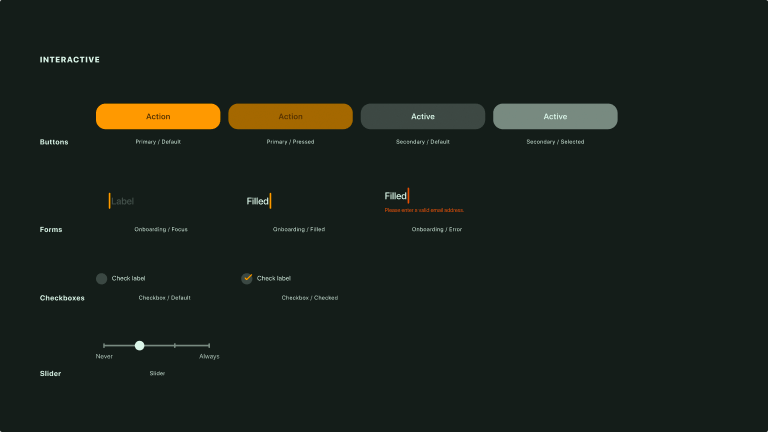 INTERACTIVE
Action
Action
Active
Active
Buttons
Primary / Default
Primary / Pressed
Secondary / Default
Secondary / Selected
Label
Filled
Filled
Please enter a valid email address.
Forms
Onboarding / Focus
Onboarding / Filled
Onboarding / Error
Check label
Check label
Checkboxes
Checkbox / Default
Checkbox / Checked
Never
Always
Slider
Slider